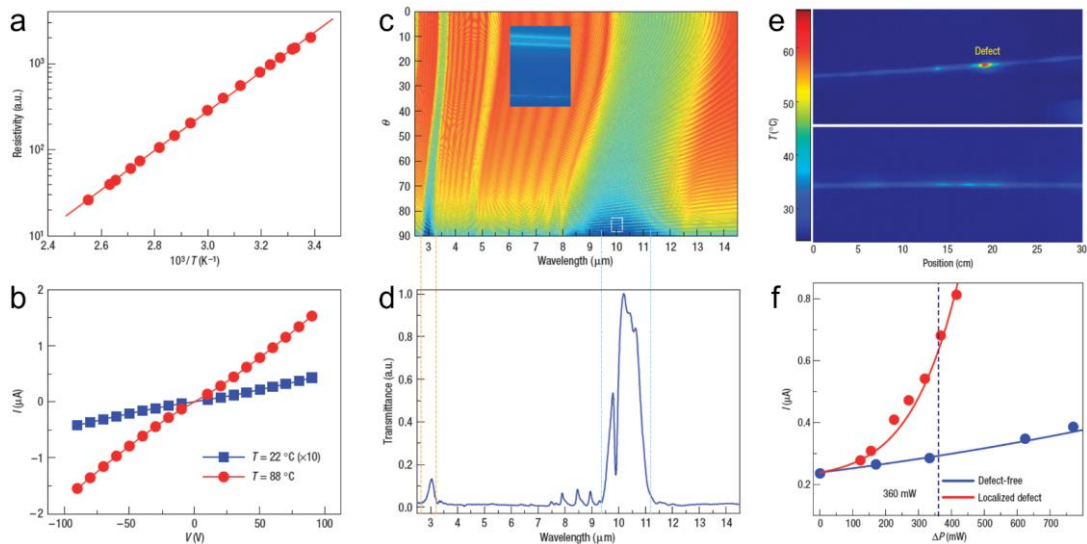 a
10³
10²
10¹
Resistivity (a.u.)
2.4 2.6 2.8 3.0 3.2 3.4
10³/T (K⁻¹)
b
2
1
0
−1
−2
I (μA)
T = 22 °C (×10)
T = 88 °C
−100 −50 0 50 100
V (V)
c
0
10
20
30
40
50
60
70
80
90
θ
3 4 5 6 7 8 9 10 11 12 13 14
Wavelength (μm)
d
1.0
0.8
0.6
0.4
0.2
0.0
Transmittance (a.u.)
3 4 5 6 7 8 9 10 11 12 13 14
Wavelength (μm)
e
60
50
40
30
T (°C)
Defect
0 5 10 15 20 25 30
Position (cm)
f
0.8
0.6
0.4
0.2
I (μA)
360 mW
Defect-free
Localized defect
0 100 200 300 400 500 600 700
ΔP (mW)